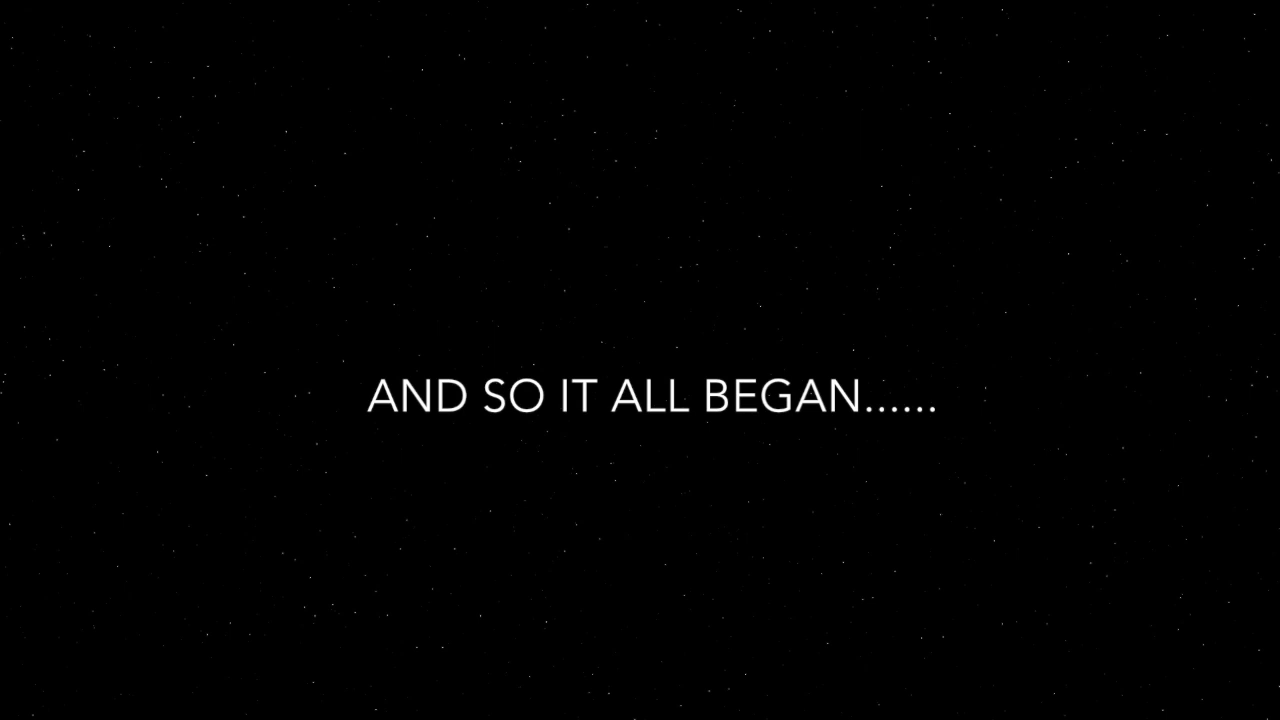 AND SO IT ALL BEGAN......